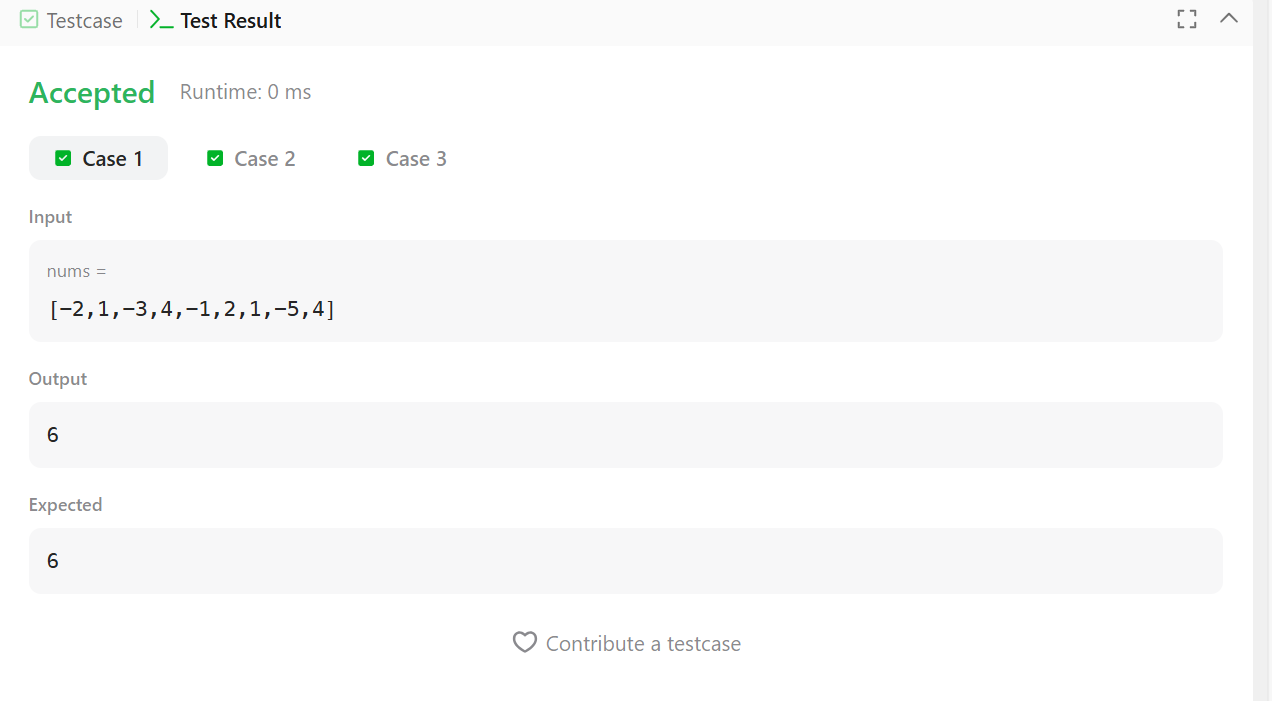 Testcase Test Result
Accepted Runtime: 0 ms
Case 1 Case 2 Case 3
Input
nums =
[-2,1,-3,4,-1,2,1,-5,4]
Output
6
Expected
6
Contribute a testcase